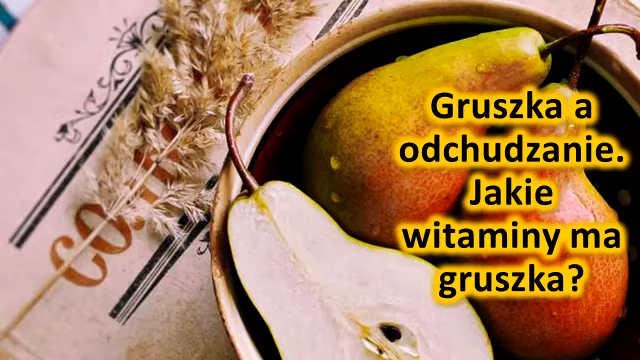 Gruszka a
odchudzanie.
Jakie
witaminy ma
gruszka?